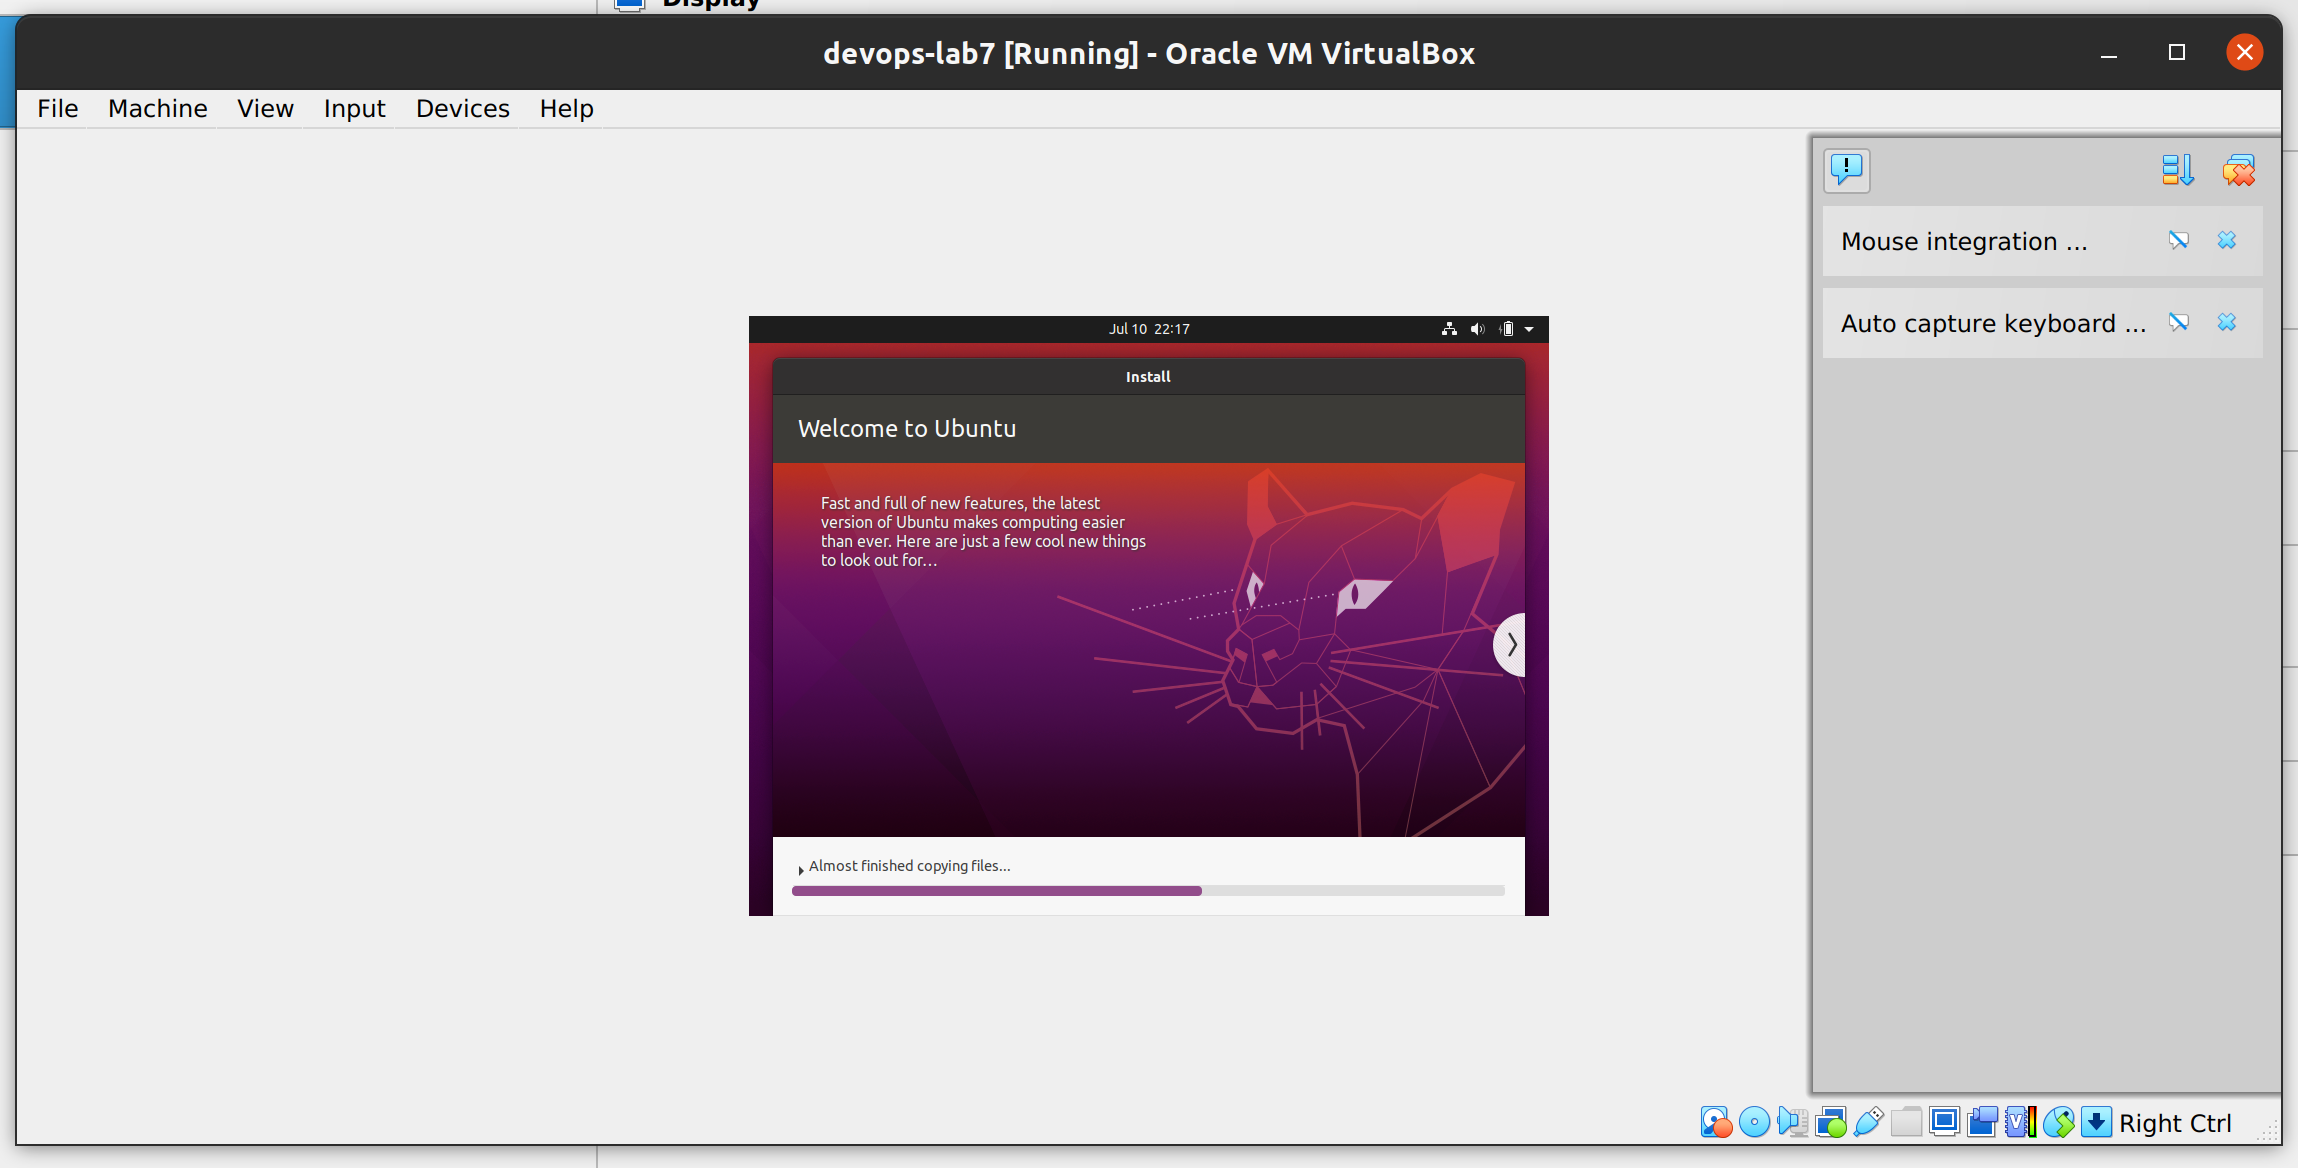 Display
devops-lab7 [Running] - Oracle VM VirtualBox
File Machine View Input Devices Help
Mouse integration ...
Auto capture keyboard ...
Jul 10 22:17
Install
Welcome to Ubuntu
Fast and full of new features, the latest
version of Ubuntu makes computing easier
than ever. Here are just a few cool new things
to look out for...
Almost finished copying files...
Right Ctrl